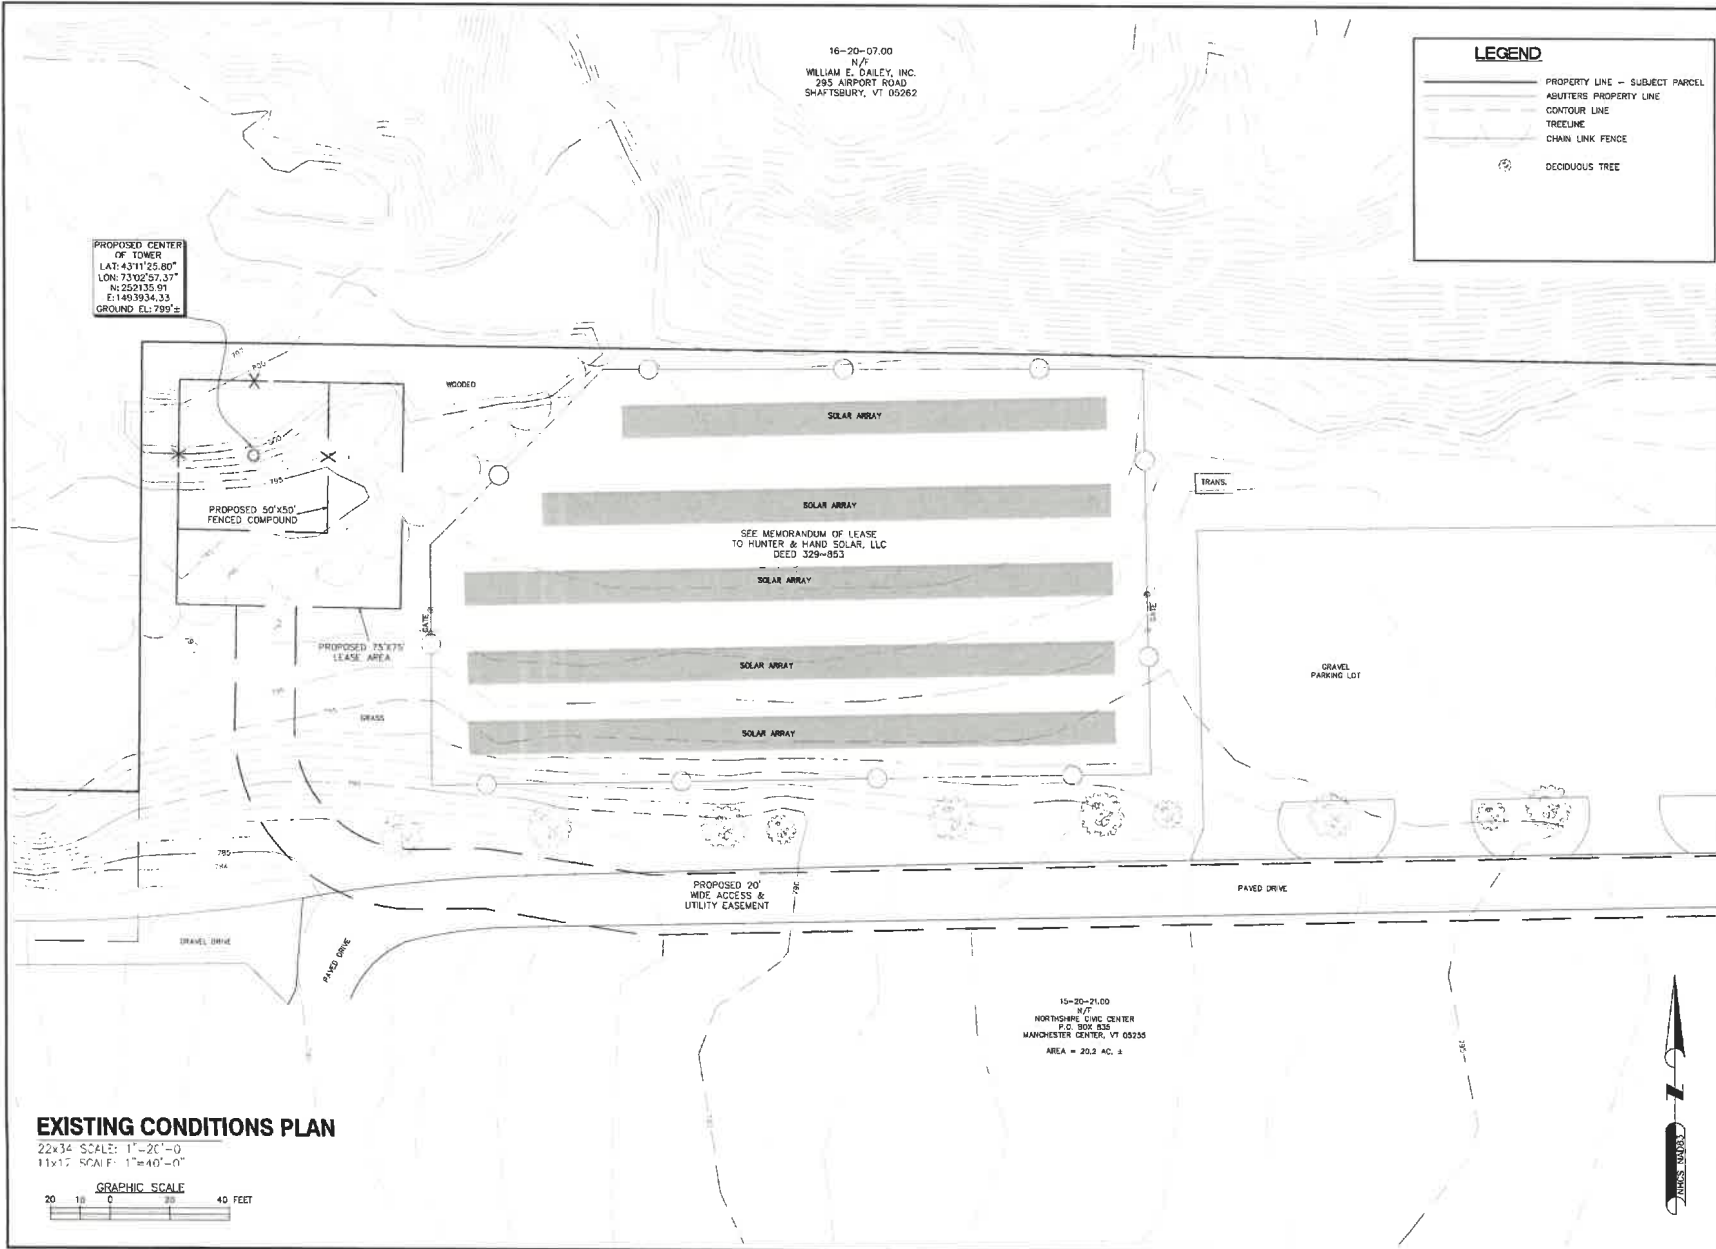 16-20-07.00
N/F
WILLIAM E. DAILEY, INC.
295 AIRPORT ROAD
SHAFTSBURY, VT 05262
LEGEND
PROPERTY LINE - SUBJECT PARCEL
ABUTTERS PROPERTY LINE
CONTOUR LINE
TREELINE
CHAIN LINK FENCE
DECIDUOUS TREE
PROPOSED CENTER
OF TOWER
LAT: 43°11'25.80"
LON: 73°02'57.37"
N: 252135.91
E: 1493934.33
GROUND EL: 799'±
WOODED
SOLAR ARRAY
800
795
PROPOSED 50'X50'
FENCED COMPOUND
SOLAR ARRAY
TRANS.
SEE MEMORANDUM OF LEASE
TO HUNTER & HAND SOLAR, LLC
DEED 329-853
SOLAR ARRAY
GATE
GATE
PROPOSED 75'X75'
LEASE AREA
SOLAR ARRAY
GRAVEL
PARKING LOT
GRASS
SOLAR ARRAY
785
784
PROPOSED 20'
WIDE ACCESS &
UTILITY EASEMENT
790
PAVED DRIVE
GRAVEL DRIVE
PAVED DRIVE
15-20-21.00
N/F
NORTHSHIRE CIVIC CENTER
P.O. BOX 835
MANCHESTER CENTER, VT 05255
AREA = 20.2 AC. ±
EXISTING CONDITIONS PLAN
22x34 SCALE: 1"=20'-0
11x17 SCALE: 1"=40'-0"
GRAPHIC SCALE
20 10 0 20 40 FEET
N